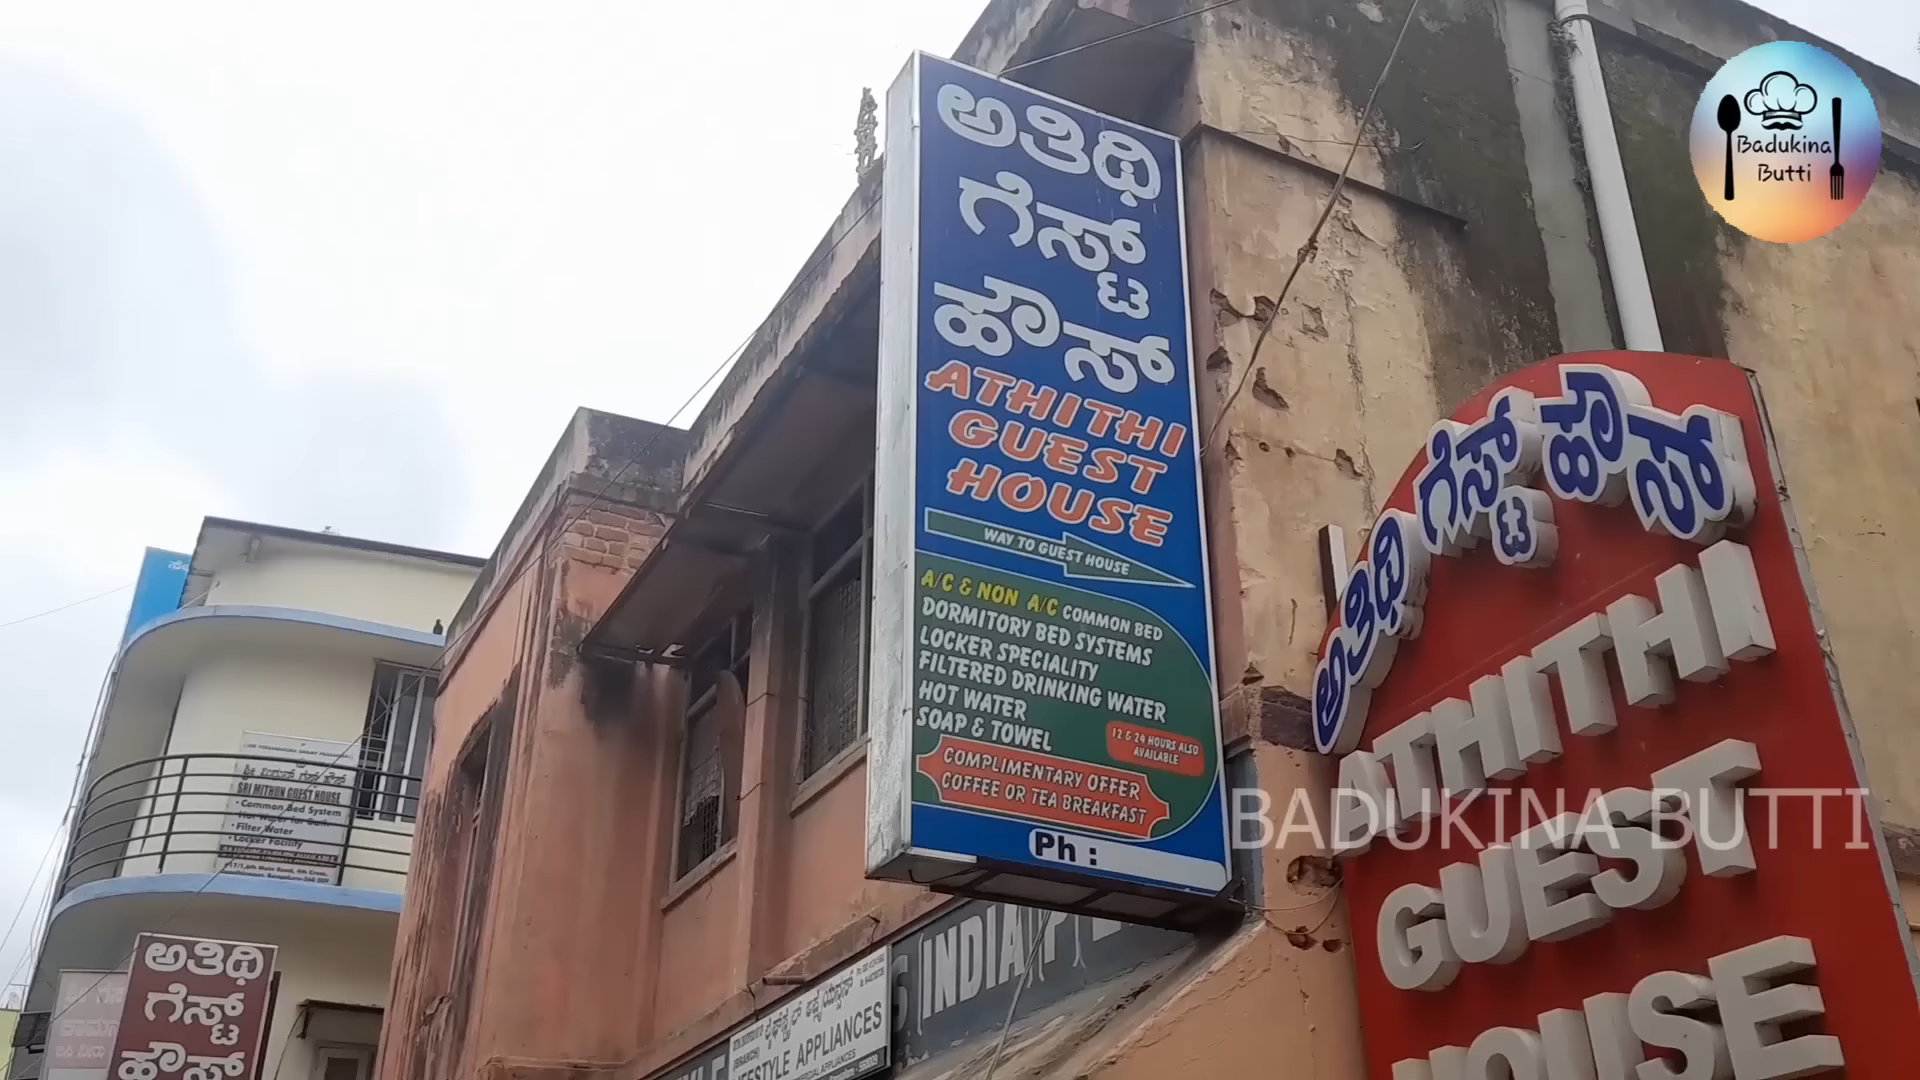 ಅತಿಥಿ
ಗೆಸ್ಟ್
ಹೌಸ್
ATHITHI
GUEST
HOUSE
WAY TO GUEST HOUSE
A/C & NON A/C COMMON BED
DORMITORY BED SYSTEMS
LOCKER SPECIALITY
FILTERED DRINKING WATER
HOT WATER
SOAP & TOWEL
12 & 24 HOURS ALSO
AVAILABLE
COMPLIMENTARY OFFER
COFFEE OR TEA BREAKFAST
Ph :
ಅತಿಥಿ ಗೆಸ್ಟ್ ಹೌಸ್
ATHITHI
GUEST
HOUSE
Badukina
Butti
BADUKINA BUTTI
SRI MITHUN GUEST HOUSE
Common Bed System
Filter Water
Locker Facility
ಅತಿಥಿ
ಗೆಸ್ಟ್
ಹೌಸ್
INDIA
(BRANCH)
APPLIANCES